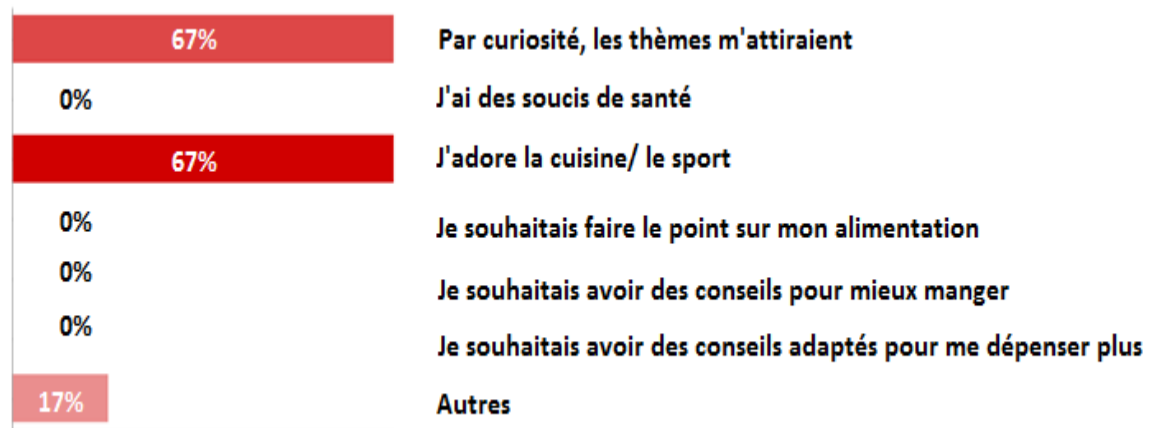 67% Par curiosité, les thèmes m'attiraient
0% J'ai des soucis de santé
67% J'adore la cuisine/ le sport
0% Je souhaitais faire le point sur mon alimentation
0% Je souhaitais avoir des conseils pour mieux manger
0% Je souhaitais avoir des conseils adaptés pour me dépenser plus
17% Autres